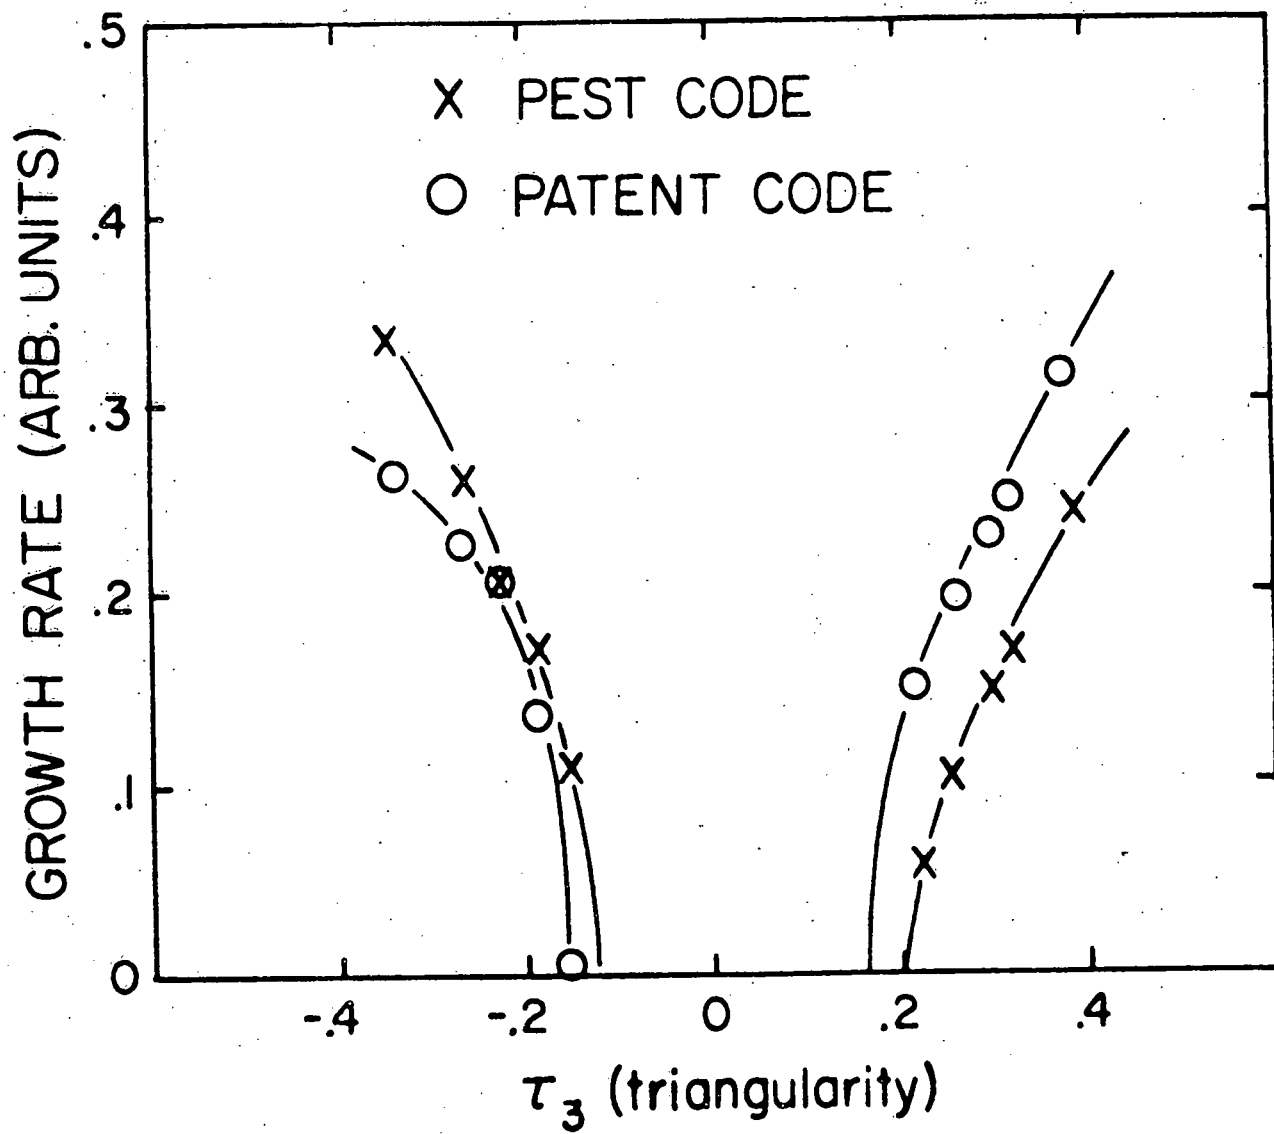 .5
X PEST CODE
O PATENT CODE
.4
.3
.2
.1
0
GROWTH RATE (ARB. UNITS)
-.4 -.2 0 .2 .4
τ3 (triangularity)